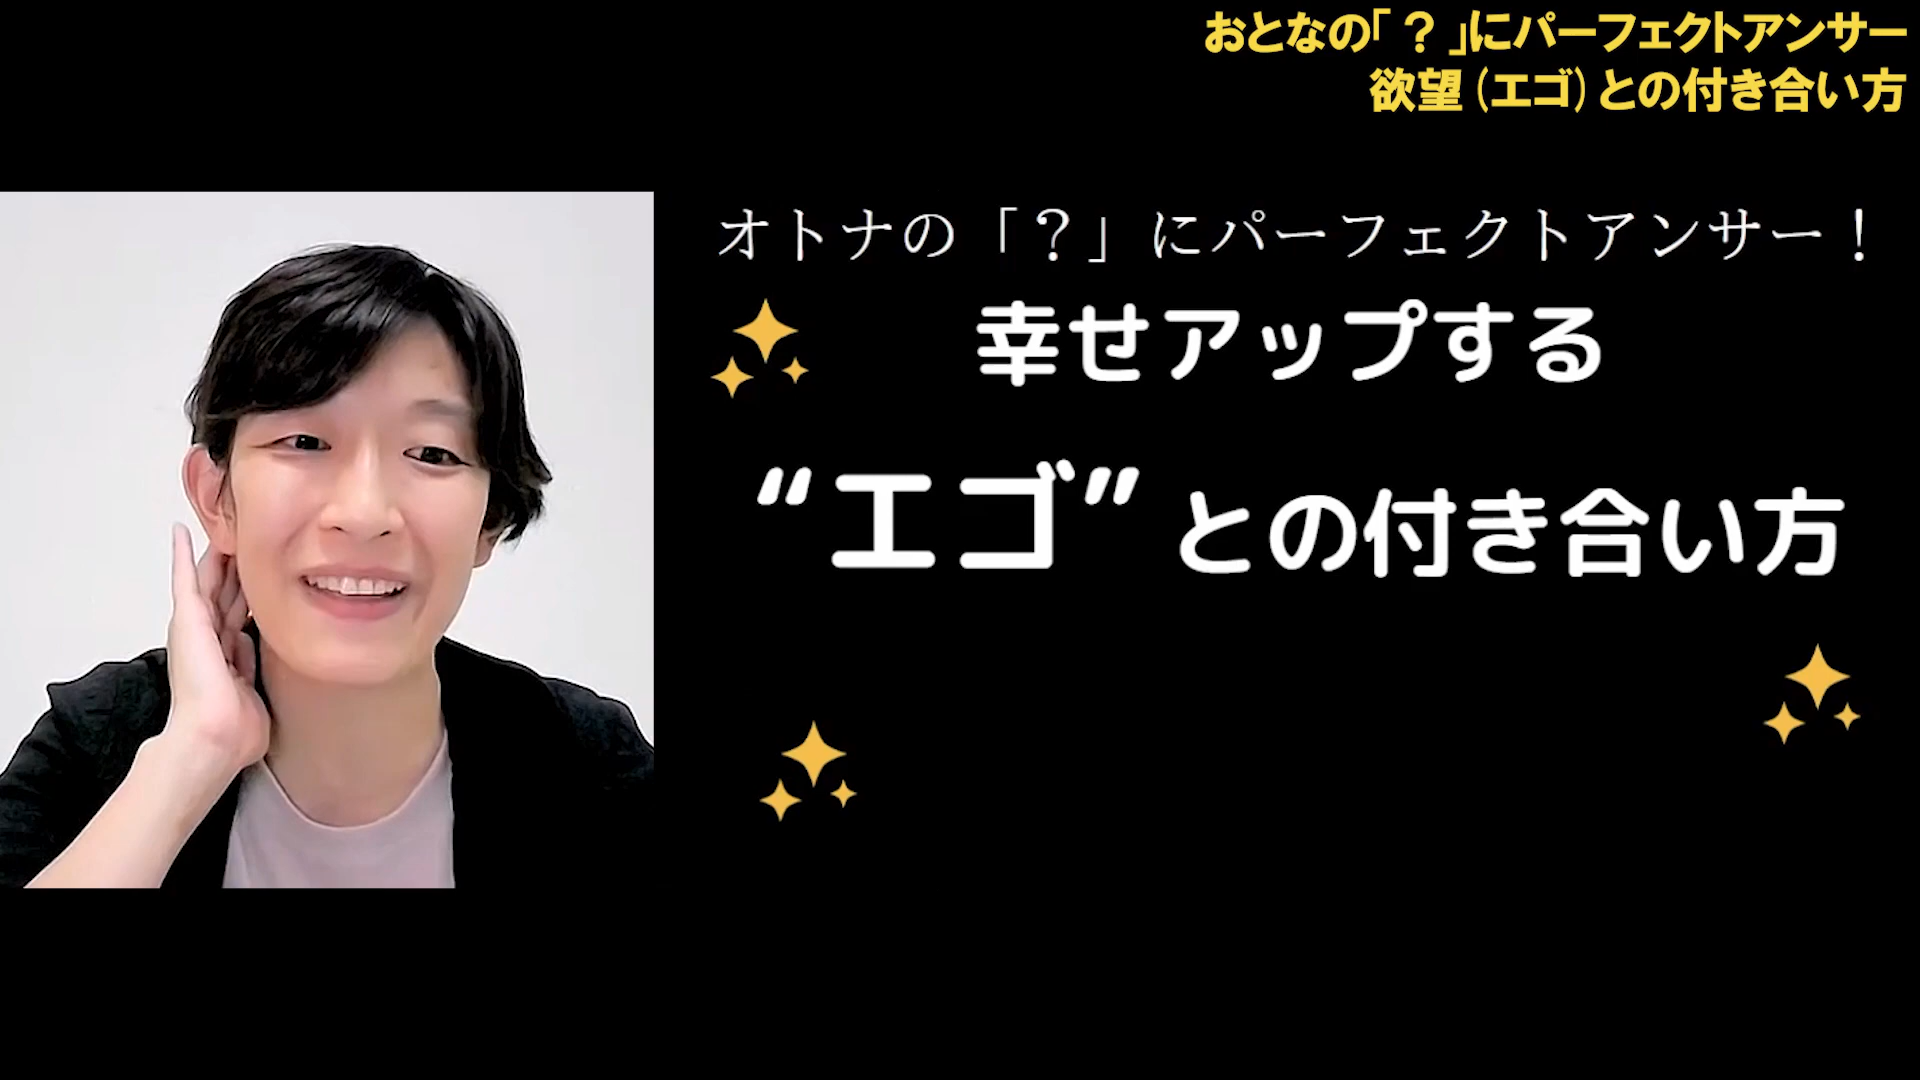 おとなの「？」にパーフェクトアンサー
欲望(エゴ)との付き合い方
オトナの「？」にパーフェクトアンサー！
幸せアップする
“エゴ”との付き合い方